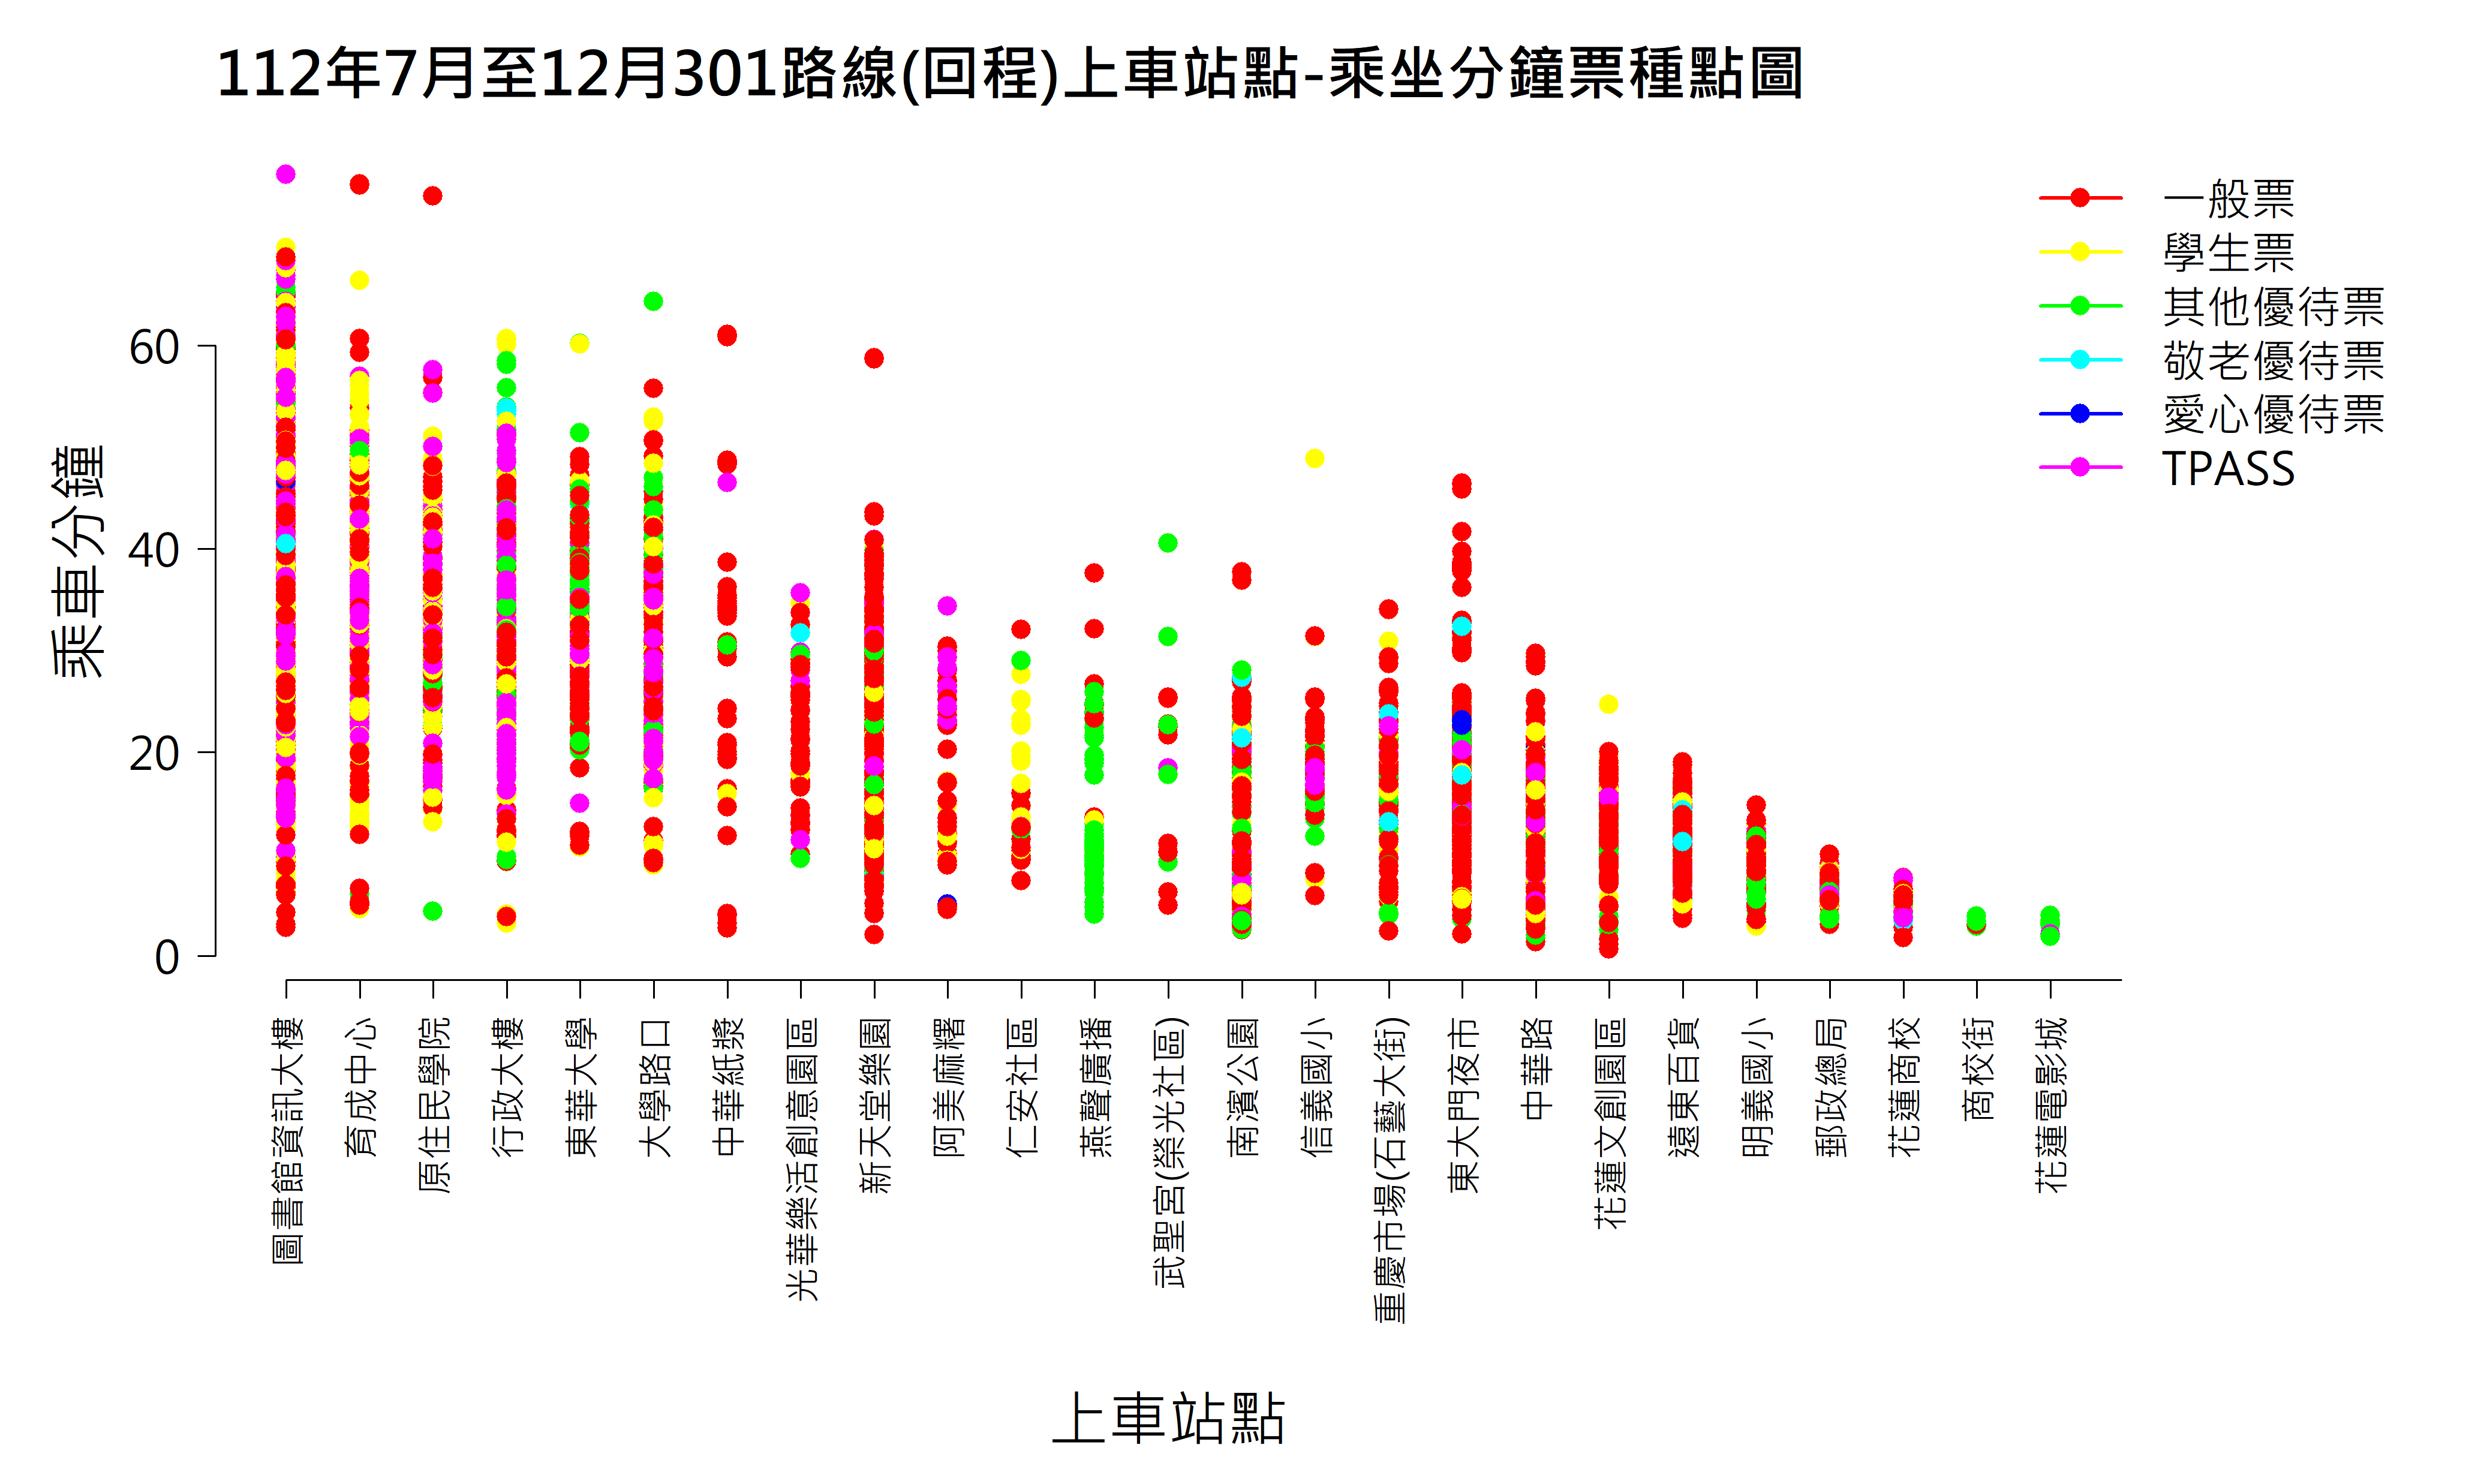 112年7月至12月301路線(回程)上車站點-乘坐分鐘票種點圖
一般票
學生票
其他優待票
敬老優待票
愛心優待票
TPASS
乘車分鐘
60
40
20
0
圖書館資訊大樓
育成中心
原住民學院
行政大樓
東華大學
大學路口
中華紙漿
光華樂活創意園區
新天堂樂園
阿美麻糬
仁安社區
燕聲廣播
武聖宮(榮光社區)
南濱公園
信義國小
重慶市場(石藝大街)
東大門夜市
中華路
花蓮文創園區
遠東百貨
明義國小
郵政總局
花蓮商校
商校街
花蓮電影城
上車站點